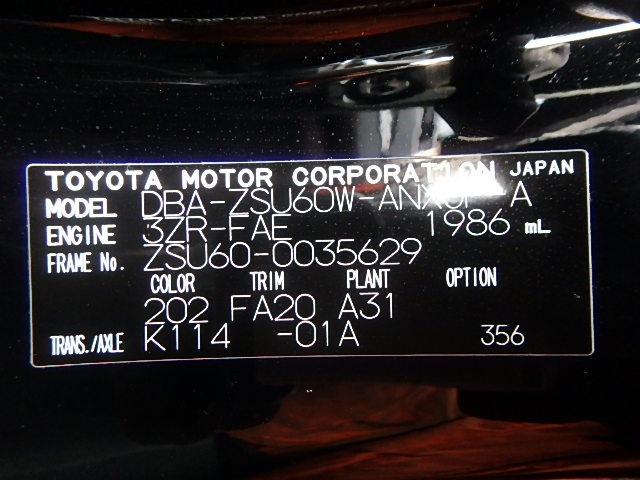 TOYOTA MOTOR CORPORATION JAPAN
MODEL DBA-ZSU60W-ANXGP A
ENGINE 3ZR-FAE 1986 mL
FRAME No. ZSU60-0035629
COLOR TRIM PLANT OPTION
202 FA20 A31
TRANS./AXLE K114 -01A 356